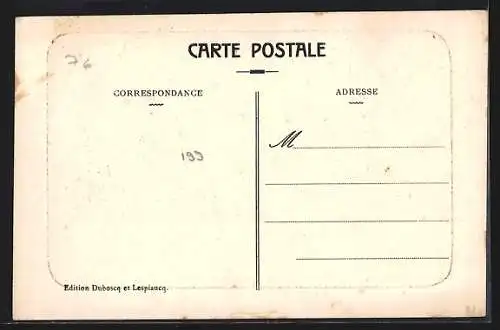 76
CARTE POSTALE
CORRESPONDANCE
ADRESSE
M
193
Edition Duboscq et Lespiaucq.